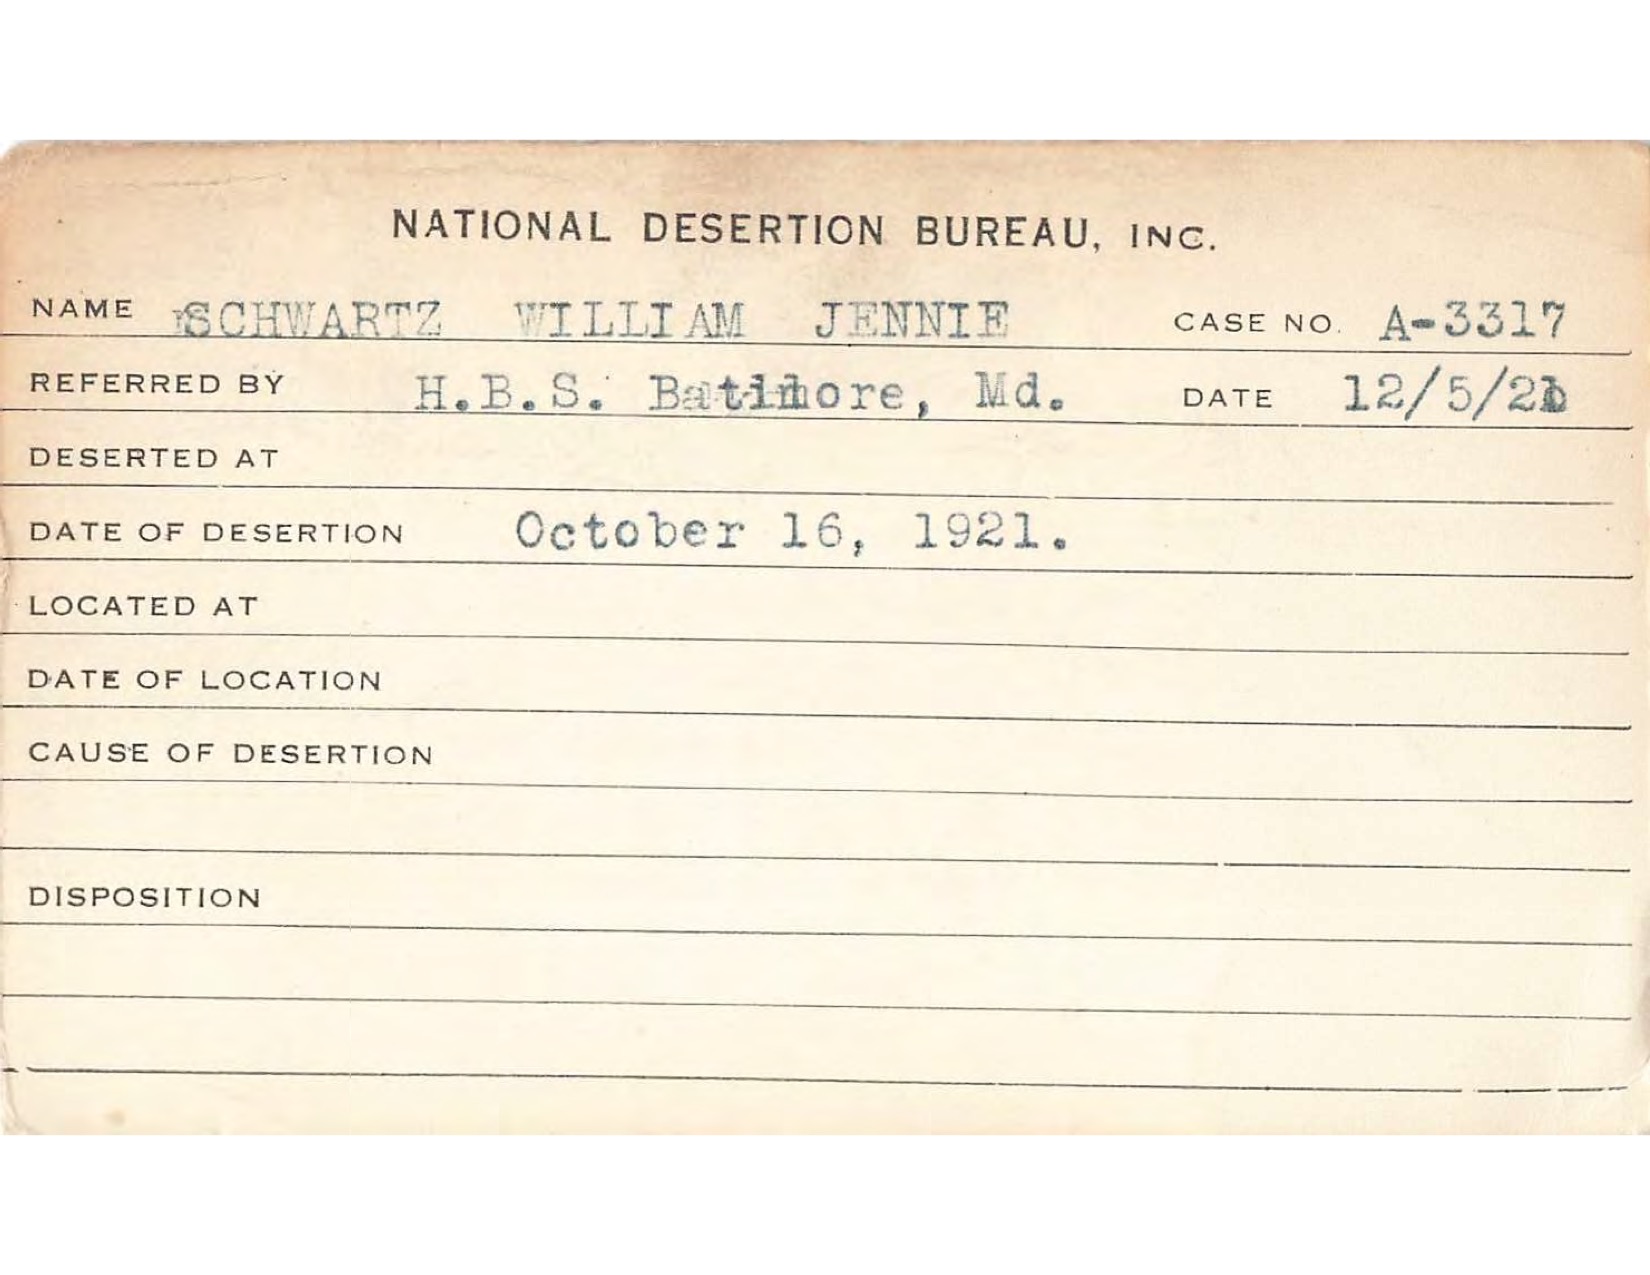 NATIONAL DESERTION BUREAU, INC.
NAME SCHWARTZ WILLIAM JENNIE CASE NO. A-3317
REFERRED BY H.B.S. Batimore, Md. DATE 12/5/21
DESERTED AT
DATE OF DESERTION October 16, 1921.
LOCATED AT
DATE OF LOCATION
CAUSE OF DESERTION
DISPOSITION